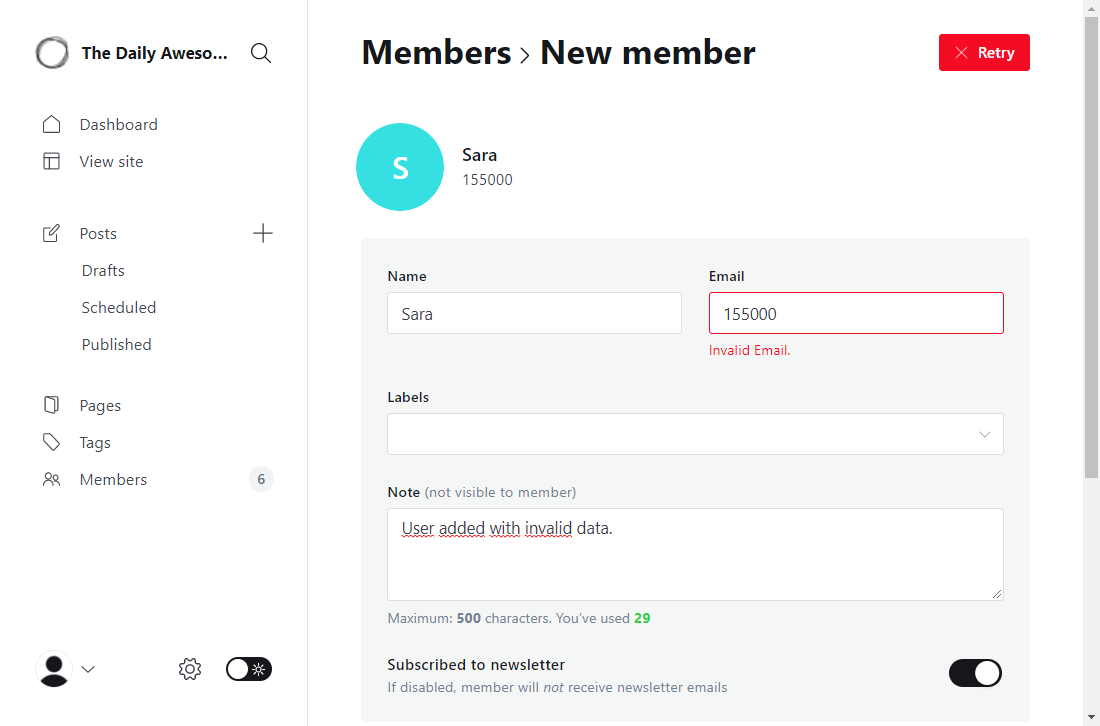 The Daily Aweso...
Dashboard
View site
Posts
Drafts
Scheduled
Published
Pages
Tags
Members 6
Members › New member
Retry
S
Sara
155000
Name
Sara
Email
155000
Invalid Email.
Labels
Note (not visible to member)
User added with invalid data.
Maximum: 500 characters. You've used 29
Subscribed to newsletter
If disabled, member will not receive newsletter emails